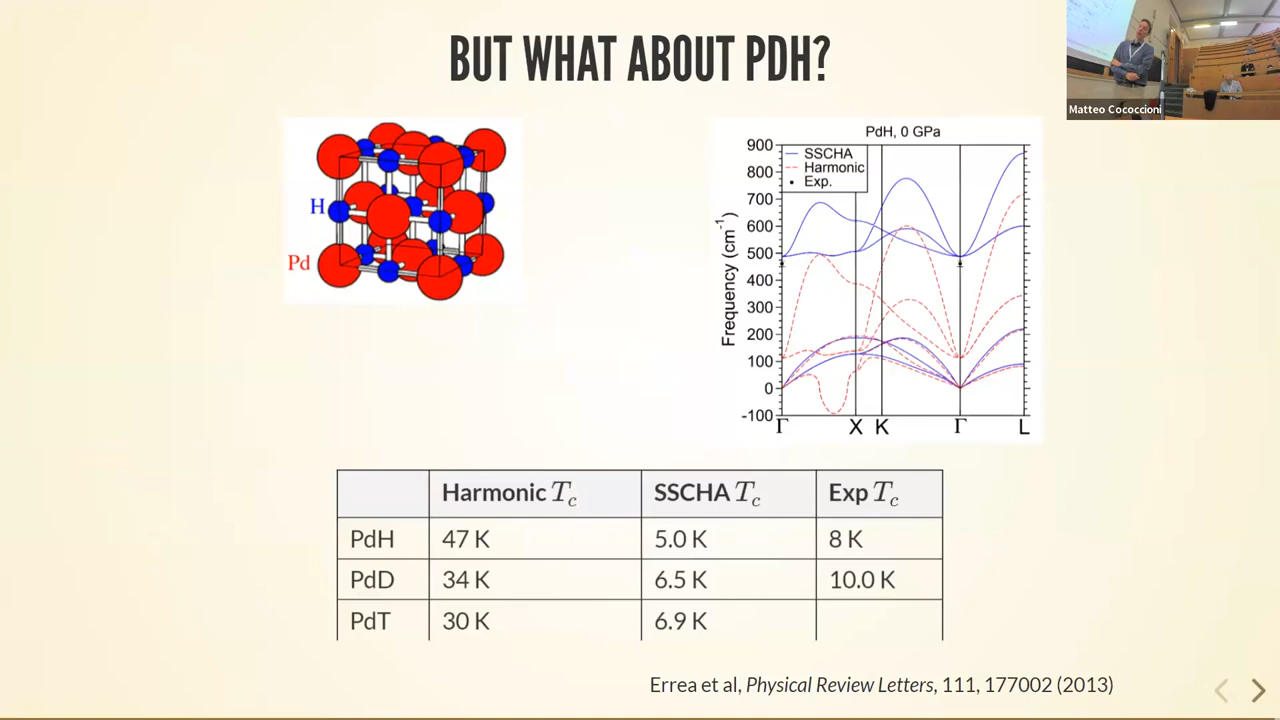 BUT WHAT ABOUT PDH?
Matteo Cococcioni
H
Pd
PdH, 0 GPa
SSCHA
Harmonic
Exp.
Frequency (cm-1)
900
800
700
600
500
400
300
200
100
0
-100
Γ X K Γ L
Harmonic Tc SSCHA Tc Exp Tc
PdH 47 K 5.0 K 8 K
PdD 34 K 6.5 K 10.0 K
PdT 30 K 6.9 K
Errea et al, Physical Review Letters, 111, 177002 (2013)